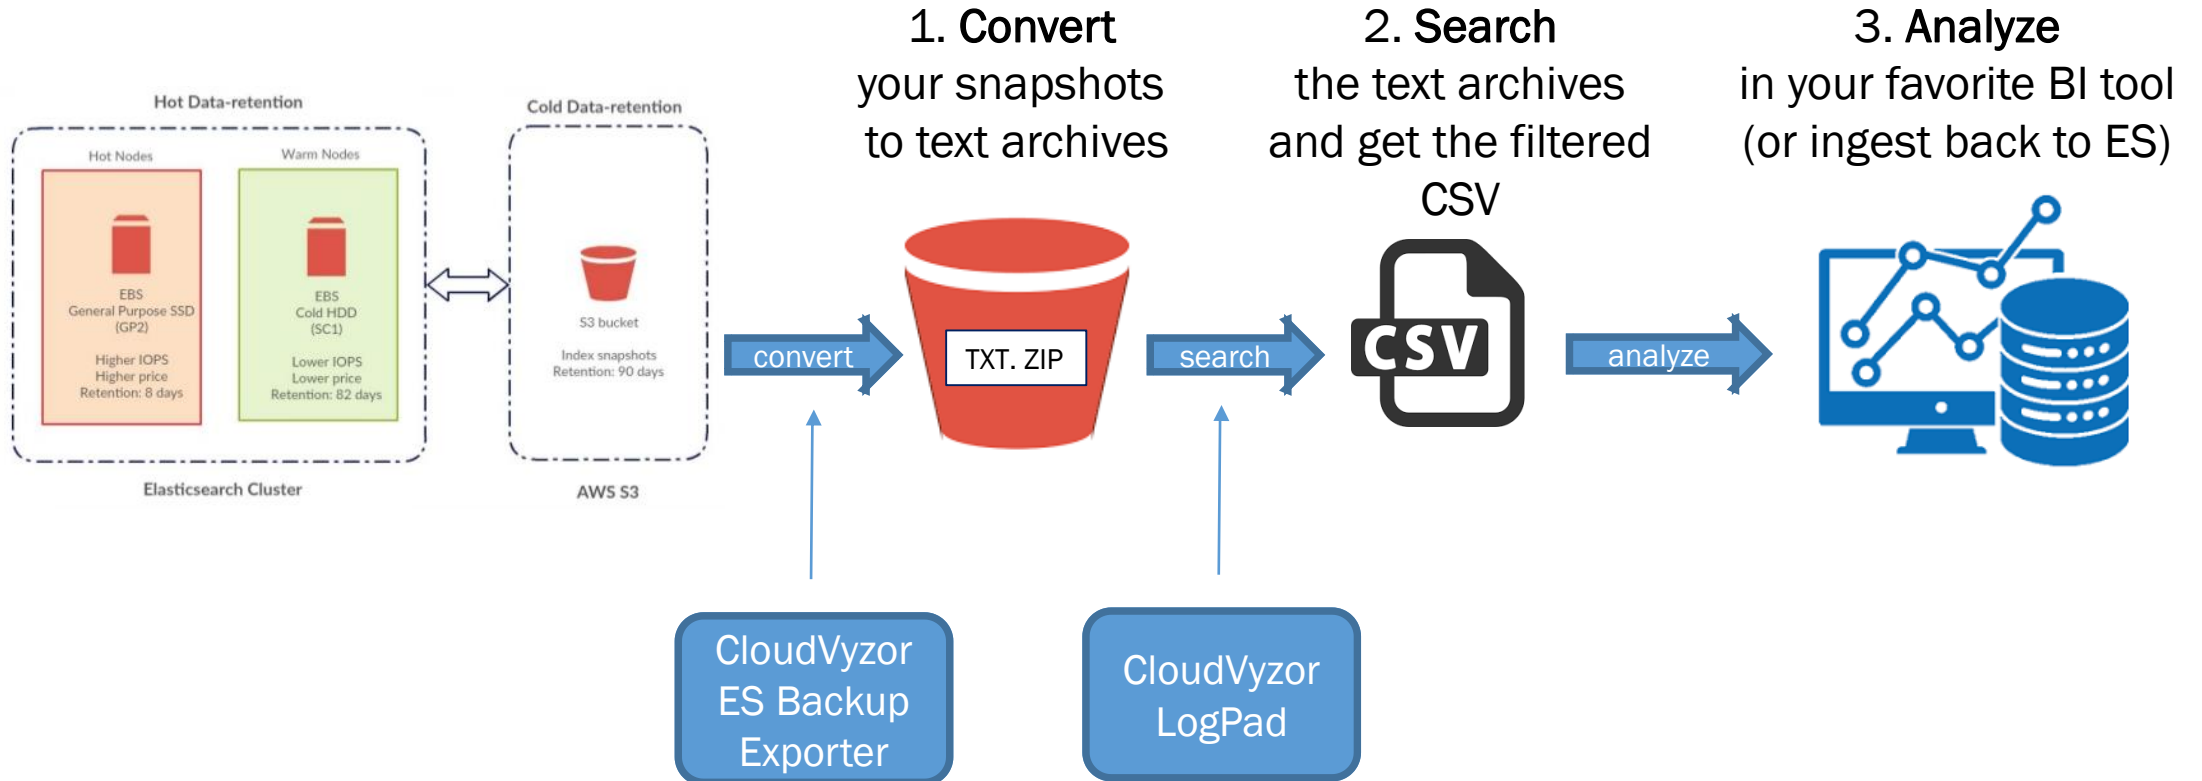 1. Convert
your snapshots
to text archives
2. Search
the text archives
and get the filtered
CSV
3. Analyze
in your favorite BI tool
(or ingest back to ES)
Hot Data-retention
Hot Nodes
EBS
General Purpose SSD
(GP2)
Higher IOPS
Higher price
Retention: 8 days
Warm Nodes
EBS
Cold HDD
(SC1)
Lower IOPS
Lower price
Retention: 82 days
Elasticsearch Cluster
Cold Data-retention
S3 bucket
Index snapshots
Retention: 90 days
AWS S3
convert
TXT. ZIP
search
CSV
analyze
CloudVyzor
ES Backup
Exporter
CloudVyzor
LogPad